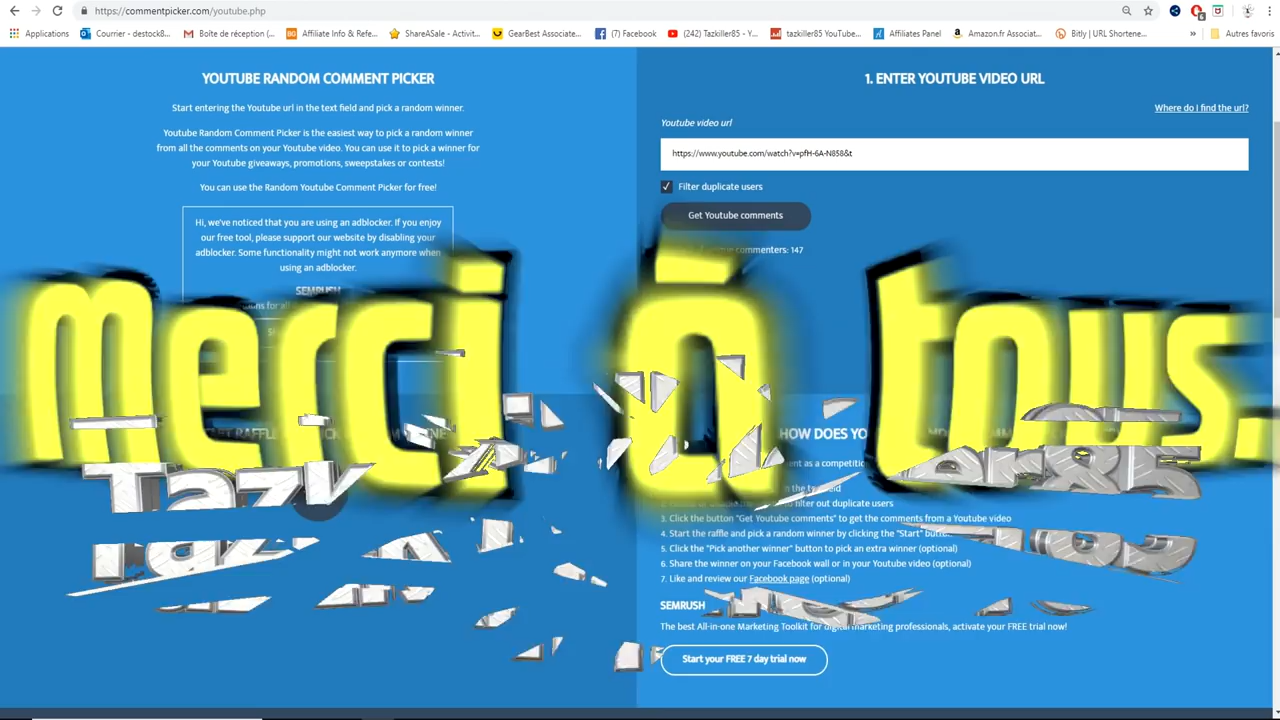 https://commentpicker.com/youtube.php
Applications
Courrier - destock8...
Boîte de réception (...
Affiliate Info & Refe...
ShareASale - Activit...
GearBest Associate...
(7) Facebook
(242) Tazkiller85 - Y...
tazkiller85 YouTube...
Affiliates Panel
Amazon.fr Associat...
Bitly | URL Shortene...
»
Autres favoris
YOUTUBE RANDOM COMMENT PICKER
Start entering the Youtube url in the text field and pick a random winner.
Youtube Random Comment Picker is the easiest way to pick a random winner
from all the comments on your Youtube video. You can use it to pick a winner for
your Youtube giveaways, promotions, sweepstakes or contests!
You can use the Random Youtube Comment Picker for free!
Hi, we've noticed that you are using an adblocker. If you enjoy
our free tool, please support our website by disabling your
adblocker. Some functionality might not work anymore when
using an adblocker.
SEMRUSH
1. ENTER YOUTUBE VIDEO URL
Where do I find the url?
Youtube video url
https://www.youtube.com/watch?v=pfH-6A-N858&t
Filter duplicate users
Get Youtube comments
commenters: 147
Merci à tous.
HOW DOES YO
ent as a competition
filter out duplicate users
3. Click the button "Get Youtube comments" to get the comments from a Youtube video
4. Start the raffle and pick a random winner by clicking the "Start" button
5. Click the "Pick another winner" button to pick an extra winner (optional)
6. Share the winner on your Facebook wall or in your Youtube video (optional)
7. Like and review our Facebook page (optional)
SEMRUSH
The best All-in-one Marketing Toolkit for digital marketing professionals, activate your FREE trial now!
Start your FREE 7 day trial now